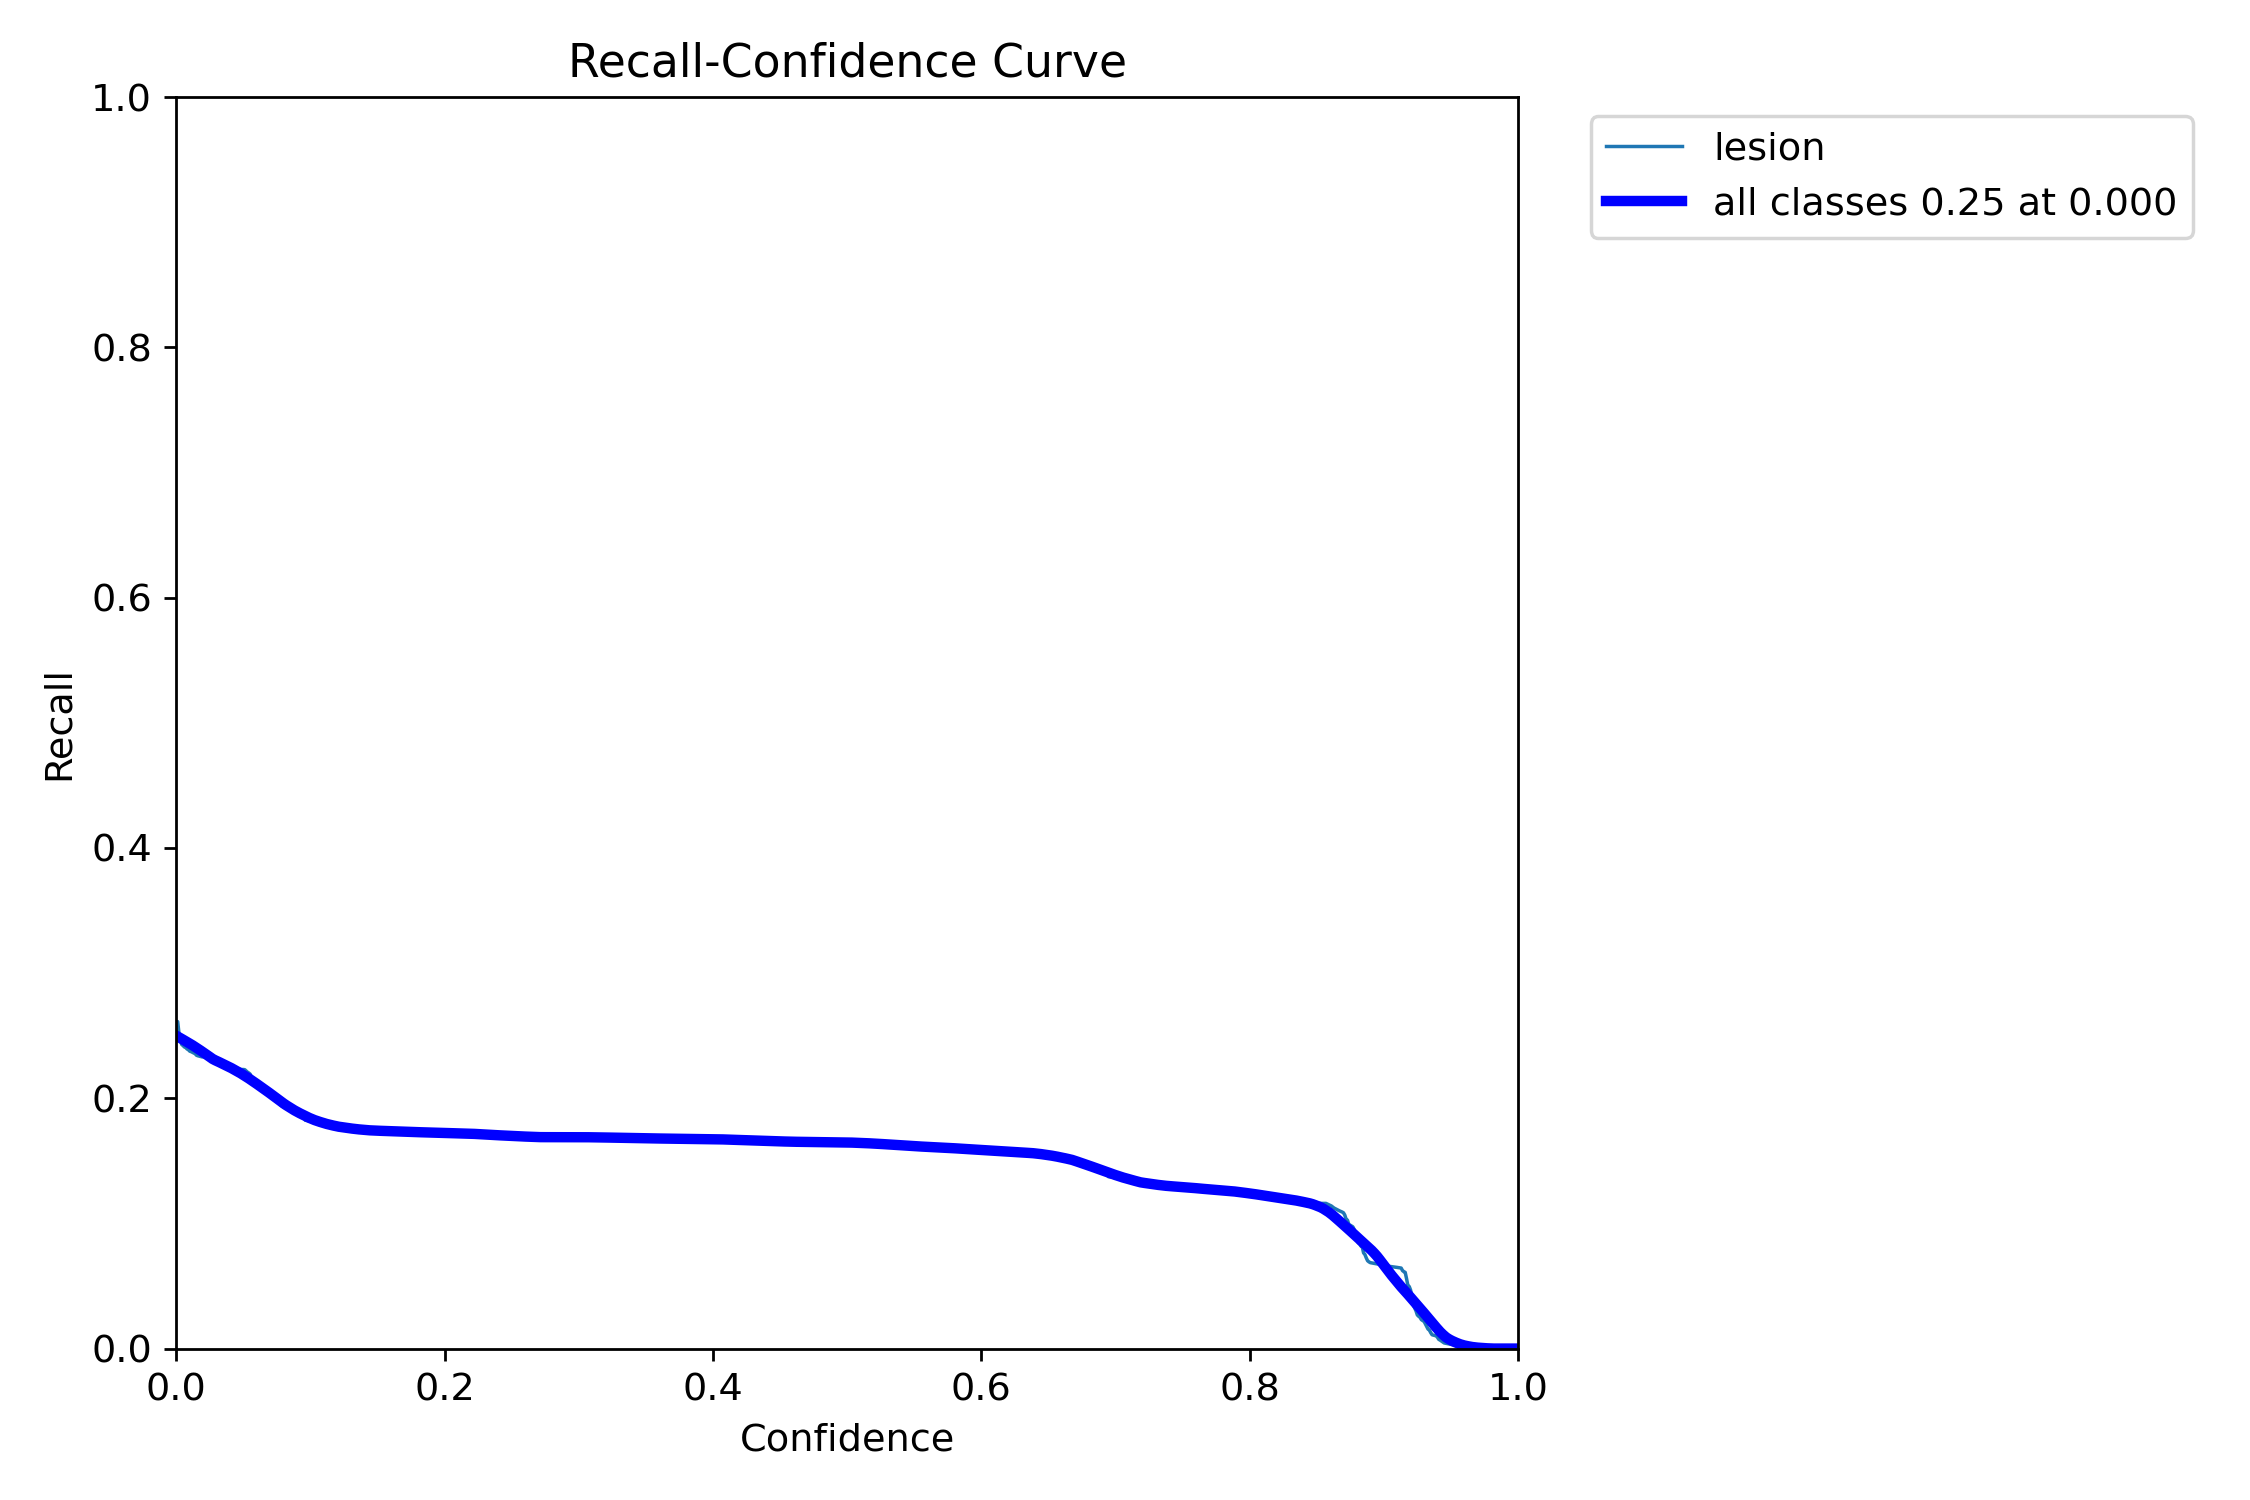 Recall-Confidence Curve
1.0
0.8
0.6
0.4
0.2
0.0
Recall
0.0 0.2 0.4 0.6 0.8 1.0
Confidence
lesion
all classes 0.25 at 0.000